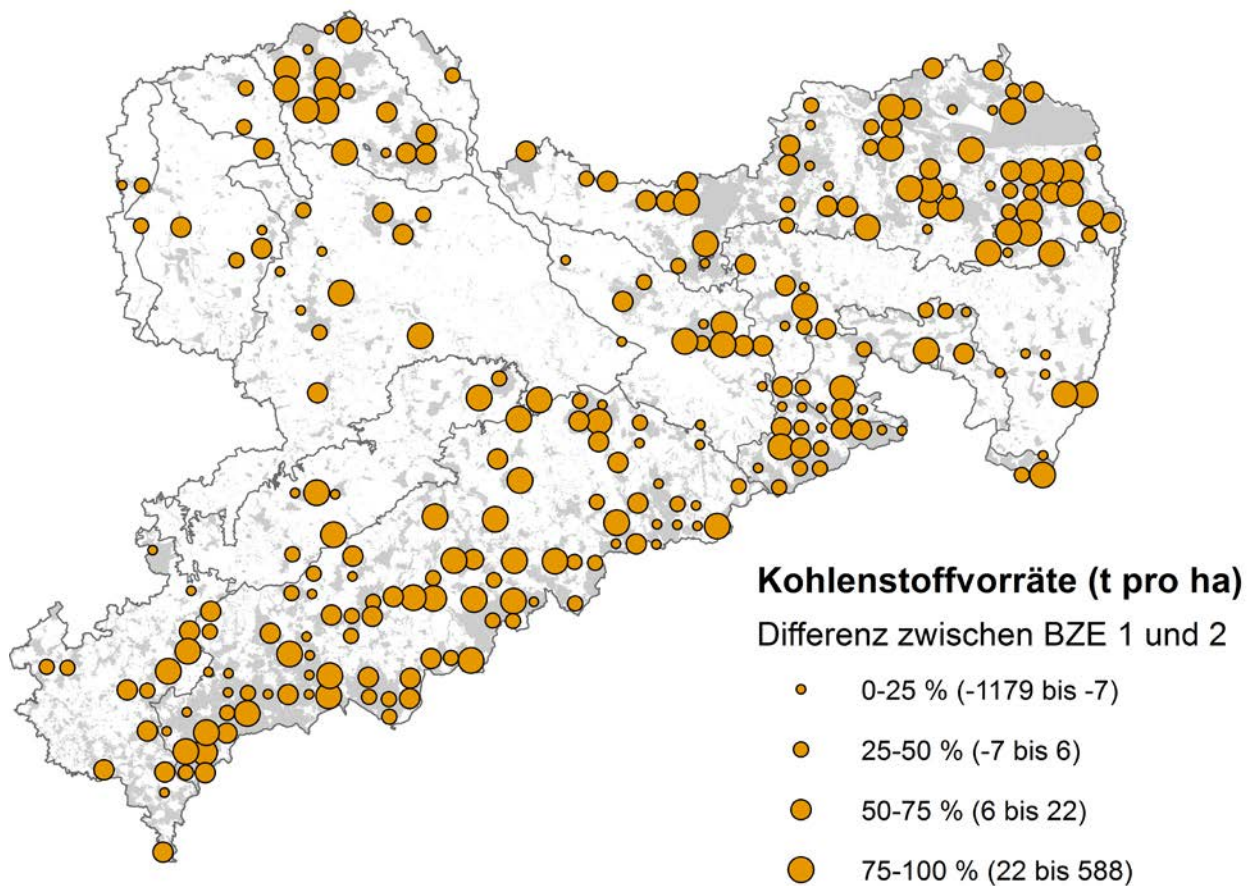 Kohlenstoffvorräte (t pro ha)
Differenz zwischen BZE 1 und 2
0-25 % (-1179 bis -7)
25-50 % (-7 bis 6)
50-75 % (6 bis 22)
75-100 % (22 bis 588)